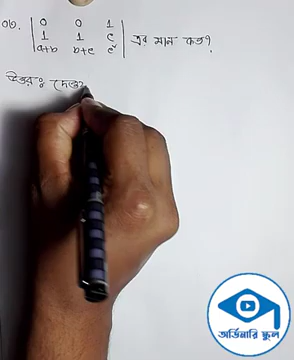 ০৩. | 0 0 1 |
| 1 1 c | এর মান কত?
| a+b b+c c² |
উত্তর : দেওয়া
অর্ডিনারি স্কুল